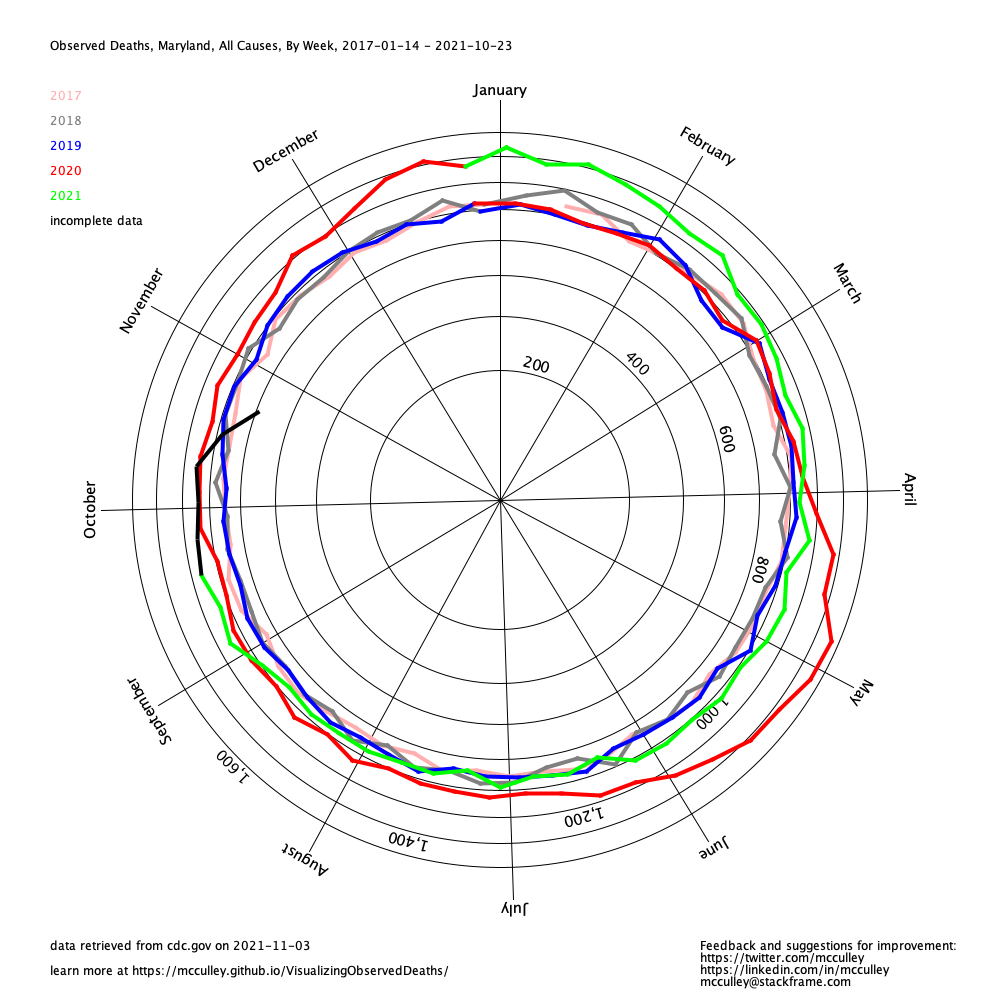 Observed Deaths, Maryland, All Causes, By Week, 2017-01-14 - 2021-10-23
2017
2018
2019
2020
2021
incomplete data
January
February
March
April
May
June
July
August
September
October
November
December
200
400
600
800
1,000
1,200
1,400
1,600
data retrieved from cdc.gov on 2021-11-03
learn more at https://mcculley.github.io/VisualizingObservedDeaths/
Feedback and suggestions for improvement:
https://twitter.com/mcculley
https://linkedin.com/in/mcculley
mcculley@stackframe.com